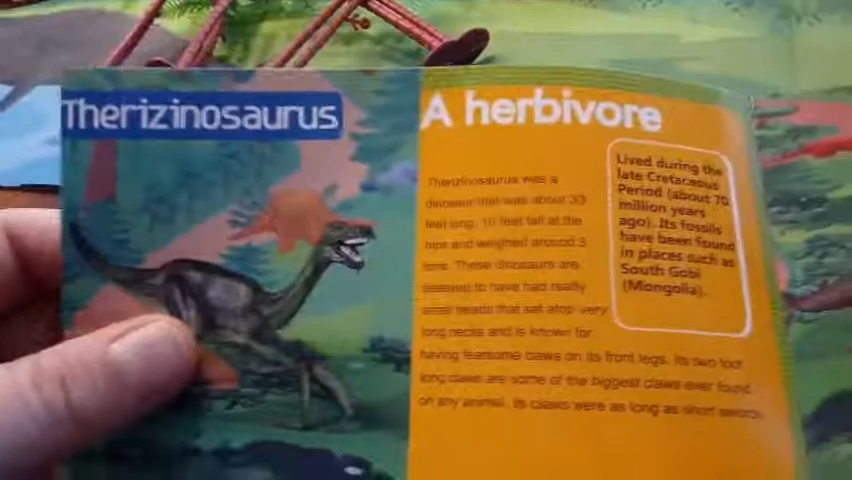 Therizinosaurus
A herbivore
Therizinosaurus was a
dinosaur that was about 33
feet long, 10 feet tall at the
hips and weighed around 3
tons. These dinosaurs are
seemed to have had really
small heads that sat atop very
long necks and is known for
having fearsome claws on its front legs. Its two foot
long claws are some of the biggest claws ever found
on any animal. Its claws were as long as short swords.
Lived during the
late Cretaceous
Period (about 70
million years
ago). Its fossils
have been found
in places such as
South Gobi
(Mongolia).